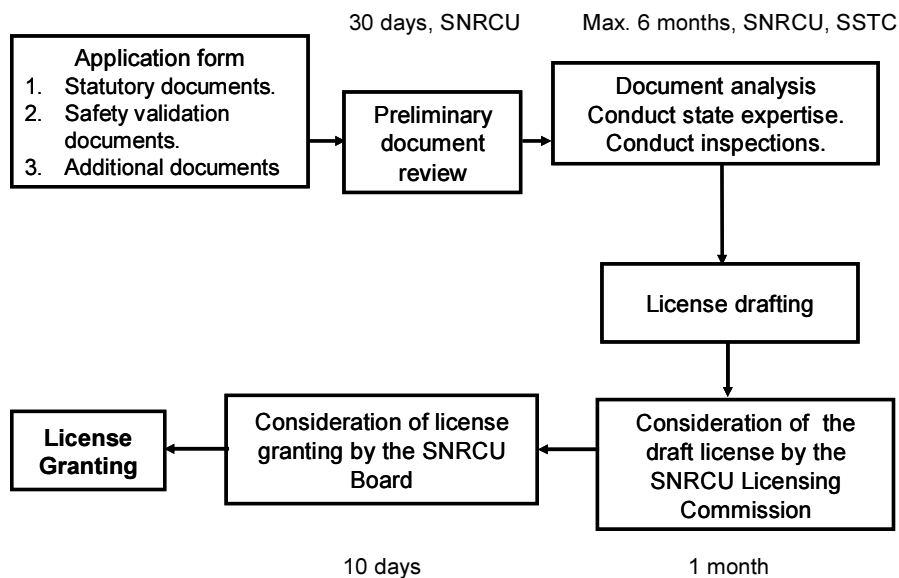 30 days, SNRCU
Max. 6 months, SNRCU, SSTC
Application form
1. Statutory documents.
2. Safety validation
documents.
3. Additional documents
Preliminary
document
review
Document analysis
Conduct state expertise.
Conduct inspections.
License drafting
Consideration of the
draft license by the
SNRCU Licensing
Commission
1 month
Consideration of license
granting by the SNRCU
Board
10 days
License
Granting